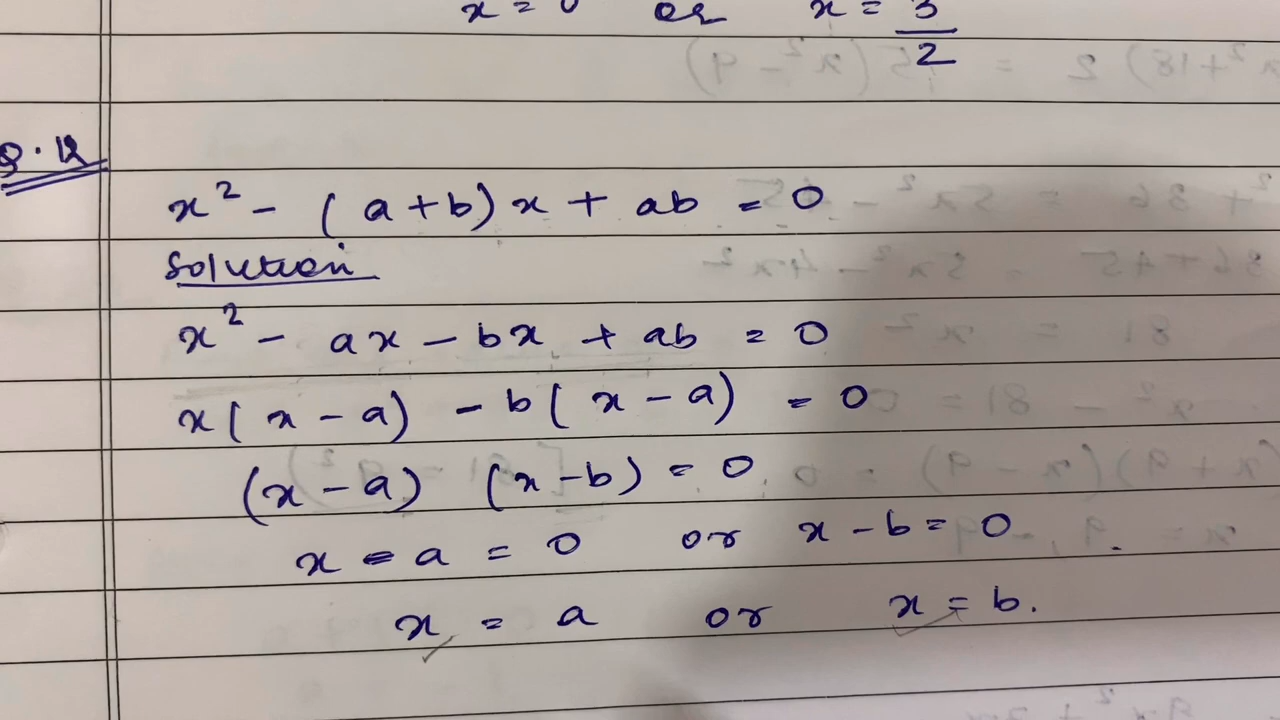 x = 0 or x = 3/2
Q.12
x² - (a+b)x + ab = 0
Solution
x² - ax - bx + ab = 0
x(x-a) - b(x-a) = 0
(x-a) (x-b) = 0
x - a = 0 or x - b = 0
x = a or x = b.